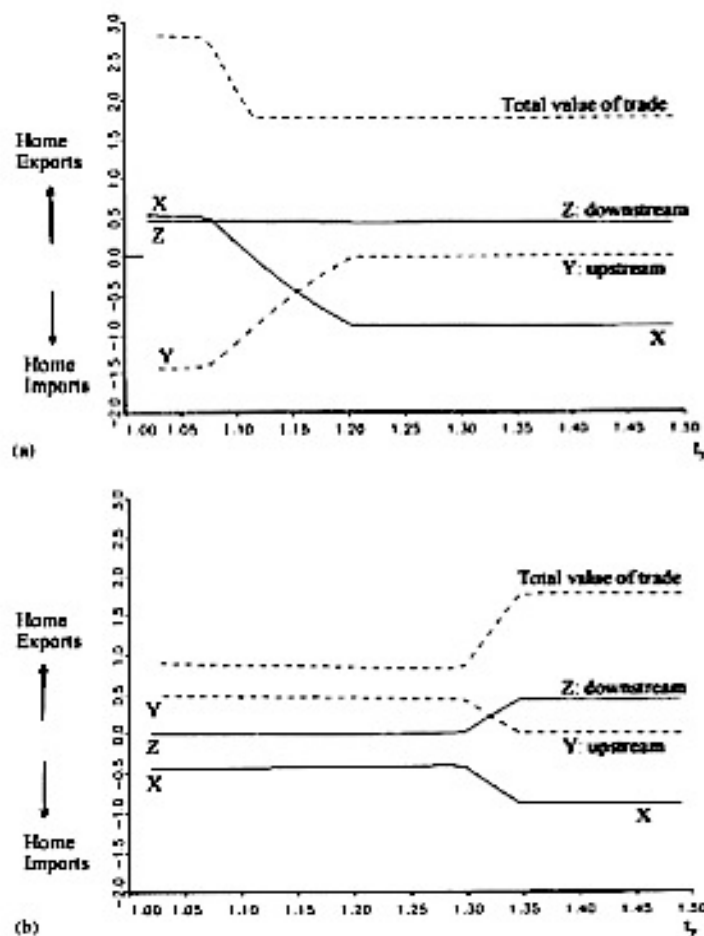 3.0
2.5
Total value of trade
2.0
Home
Exports
1.5
1.0
X
Z: downstream
0.5
Z
0.0
Y: upstream
-0.5
-1.0
Home
Imports
Y
X
-1.5
-2.0
1.00 1.05 1.10 1.15 1.20 1.25 1.30 1.35 1.40 1.45 1.50
(a)
3.0
2.5
Total value of trade
2.0
Home
Exports
1.5
1.0
Z: downstream
0.5
Y
0.0
Z
Y: upstream
-0.5
X
-1.0
X
Home
Imports
-1.5
-2.0
1.00 1.05 1.10 1.15 1.20 1.25 1.30 1.35 1.40 1.45 1.50
(b)